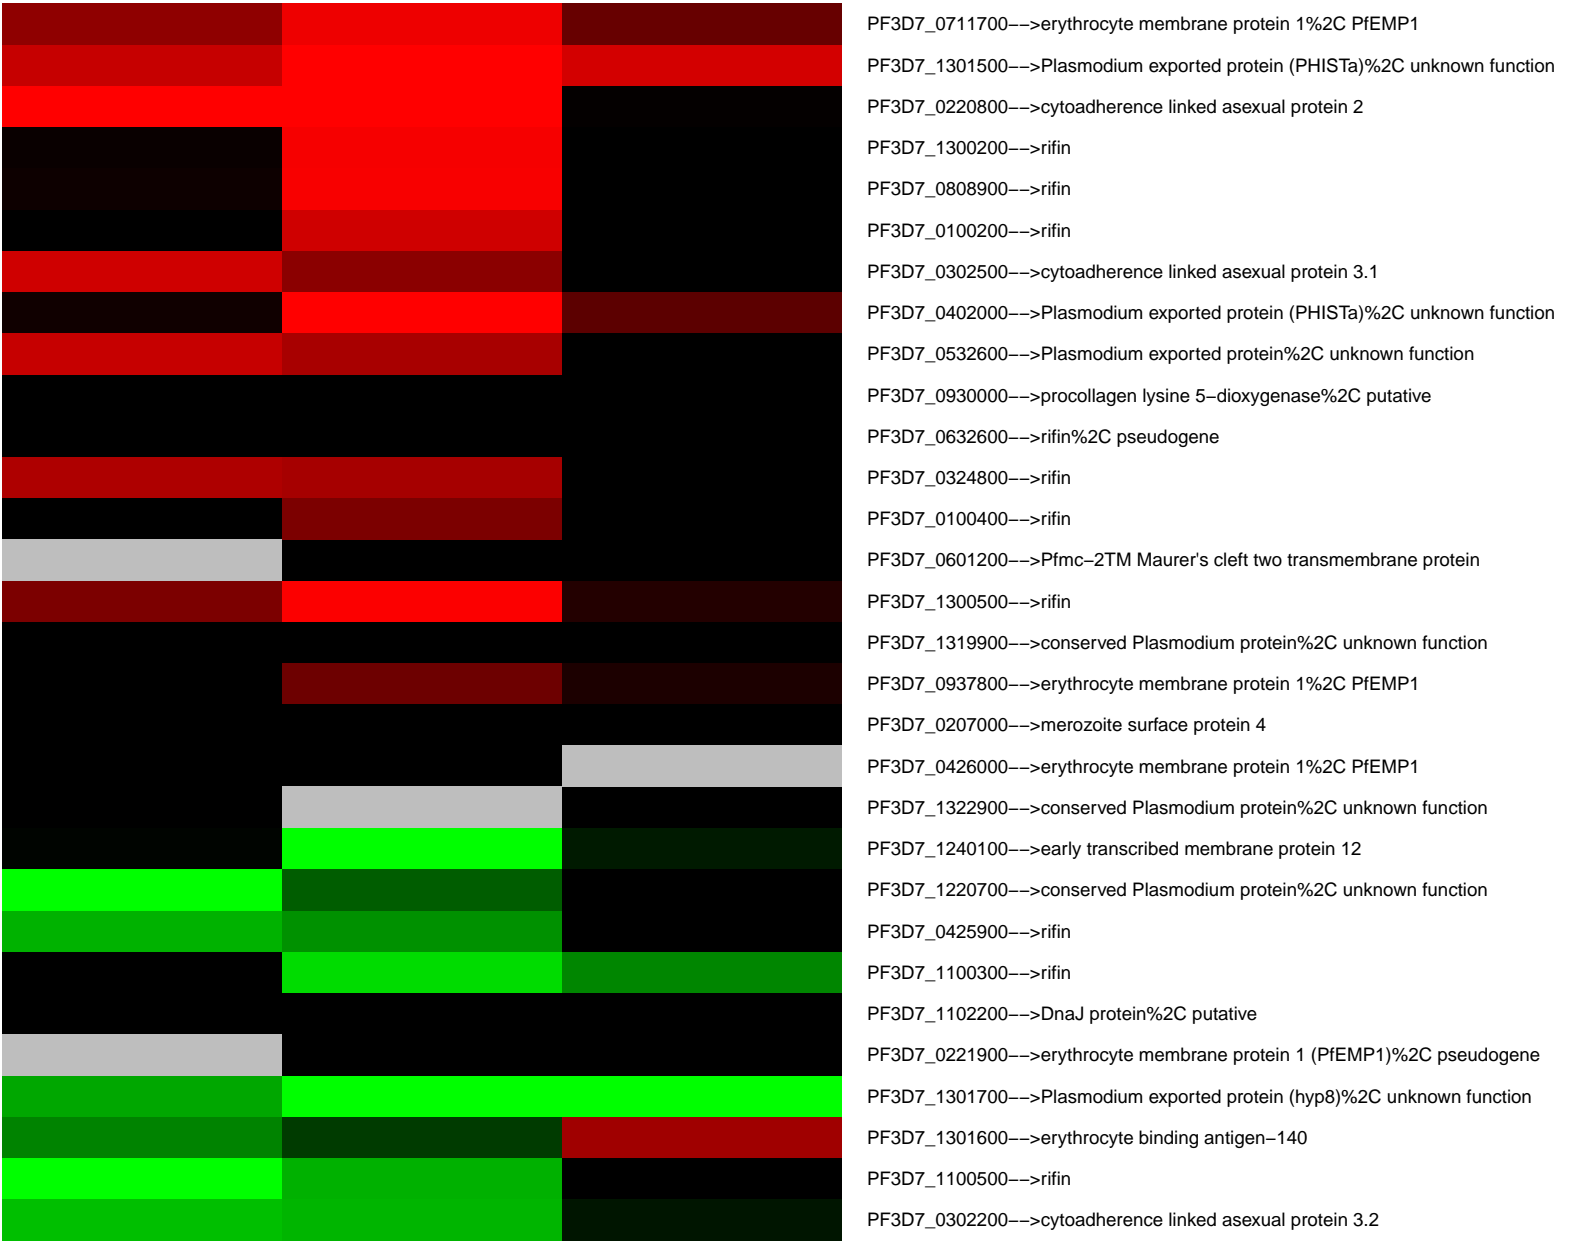 PF3D7_0711700−−>erythrocyte membrane protein 1%2C PfEMP1
PF3D7_1301500−−>Plasmodium exported protein (PHISTa)%2C unknown function
PF3D7_0220800−−>cytoadherence linked asexual protein 2
PF3D7_1300200−−>rifin
PF3D7_0808900−−>rifin
PF3D7_0100200−−>rifin
PF3D7_0302500−−>cytoadherence linked asexual protein 3.1
PF3D7_0402000−−>Plasmodium exported protein (PHISTa)%2C unknown function
PF3D7_0532600−−>Plasmodium exported protein%2C unknown function
PF3D7_0930000−−>procollagen lysine 5−dioxygenase%2C putative
PF3D7_0632600−−>rifin%2C pseudogene
PF3D7_0324800−−>rifin
PF3D7_0100400−−>rifin
PF3D7_0601200−−>Pfmc−2TM Maurer's cleft two transmembrane protein
PF3D7_1300500−−>rifin
PF3D7_1319900−−>conserved Plasmodium protein%2C unknown function
PF3D7_0937800−−>erythrocyte membrane protein 1%2C PfEMP1
PF3D7_0207000−−>merozoite surface protein 4
PF3D7_0426000−−>erythrocyte membrane protein 1%2C PfEMP1
PF3D7_1322900−−>conserved Plasmodium protein%2C unknown function
PF3D7_1240100−−>early transcribed membrane protein 12
PF3D7_1220700−−>conserved Plasmodium protein%2C unknown function
PF3D7_0425900−−>rifin
PF3D7_1100300−−>rifin
PF3D7_1102200−−>DnaJ protein%2C putative
PF3D7_0221900−−>erythrocyte membrane protein 1 (PfEMP1)%2C pseudogene
PF3D7_1301700−−>Plasmodium exported protein (hyp8)%2C unknown function
PF3D7_1301600−−>erythrocyte binding antigen−140
PF3D7_1100500−−>rifin
PF3D7_0302200−−>cytoadherence linked asexual protein 3.2